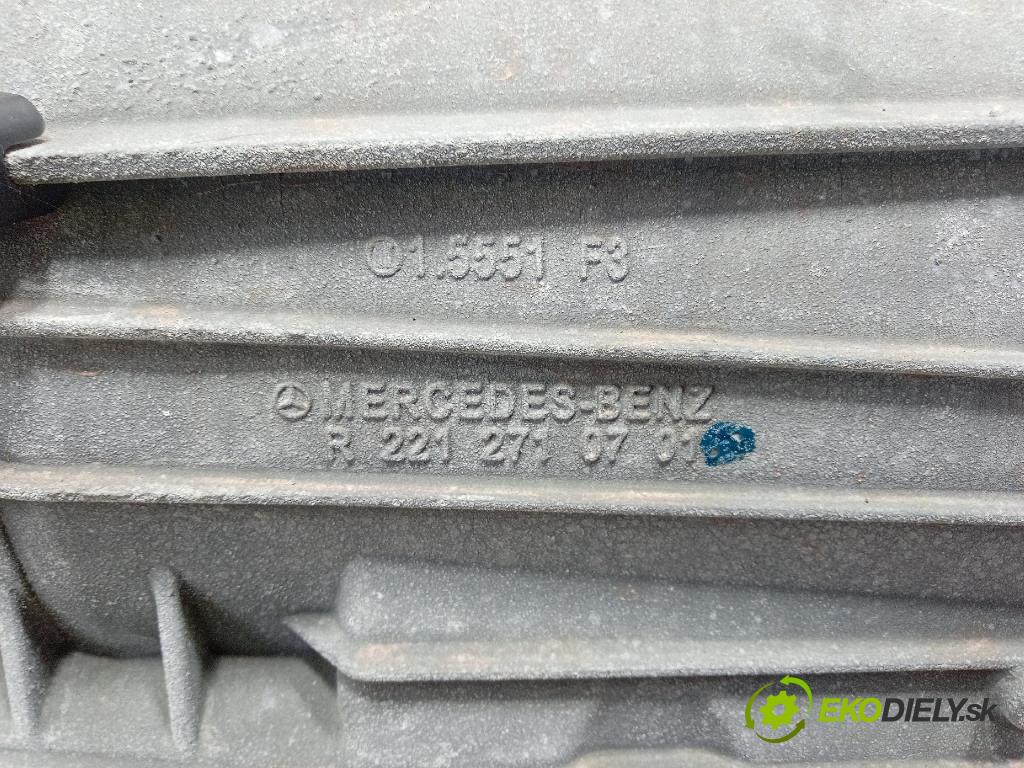 1.5551 F3
MERCEDES-BENZ
R 221 271 07 01
EKODIELY.sk